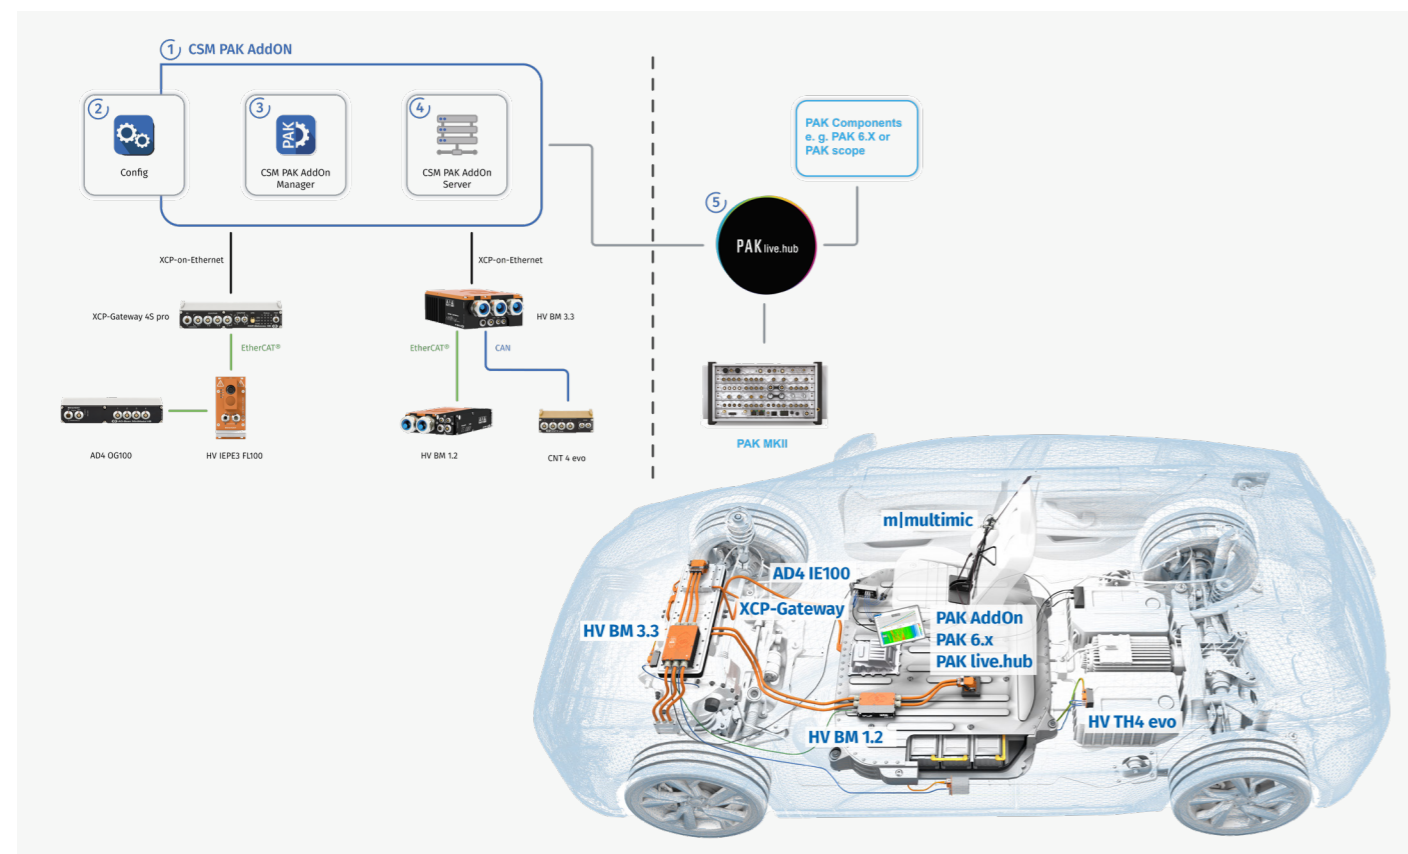 1 CSM PAK AddON
2
Config
3
PAK
CSM PAK AddOn
Manager
4
CSM PAK AddOn
Server
PAK Components
e. g. PAK 6.X or
PAK scope
5
PAK live.hub
XCP-on-Ethernet
XCP-on-Ethernet
XCP-Gateway 4S pro
HV BM 3.3
EtherCAT®
EtherCAT®
CAN
AD4 OG100
HV IEPE3 FL100
HV BM 1.2
CNT 4 evo
PAK MKII
m|multimic
AD4 IE100
XCP-Gateway
HV BM 3.3
PAK AddOn
PAK 6.x
PAK live.hub
HV BM 1.2
HV TH4 evo